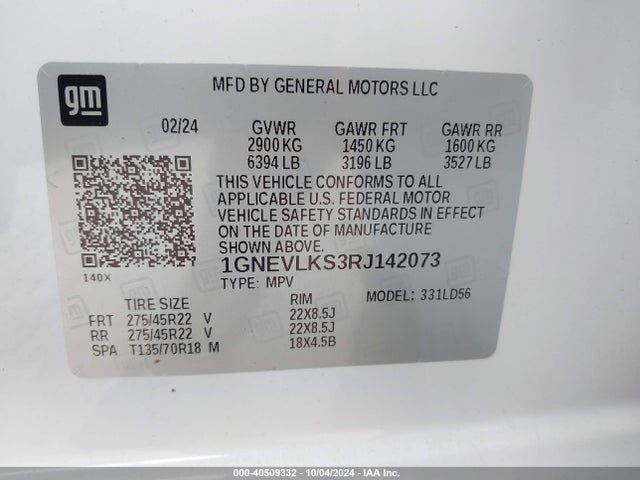 gm
MFD BY GENERAL MOTORS LLC
02/24 GVWR GAWR FRT GAWR RR
2900 KG 1450 KG 1600 KG
6394 LB 3196 LB 3527 LB
THIS VEHICLE CONFORMS TO ALL
APPLICABLE U.S. FEDERAL MOTOR
VEHICLE SAFETY STANDARDS IN EFFECT
ON THE DATE OF MANUFACTURE
SHOWN ABOVE.
140X
1GNEVLKS3RJ142073
TYPE: MPV MODEL: 331LD56
TIRE SIZE RIM
FRT 275/45R22 V 22X8.5J
RR 275/45R22 V 22X8.5J
SPA T135/70R18 M 18X4.5B
000-40509332 - 10/04/2024 - IAA Inc.